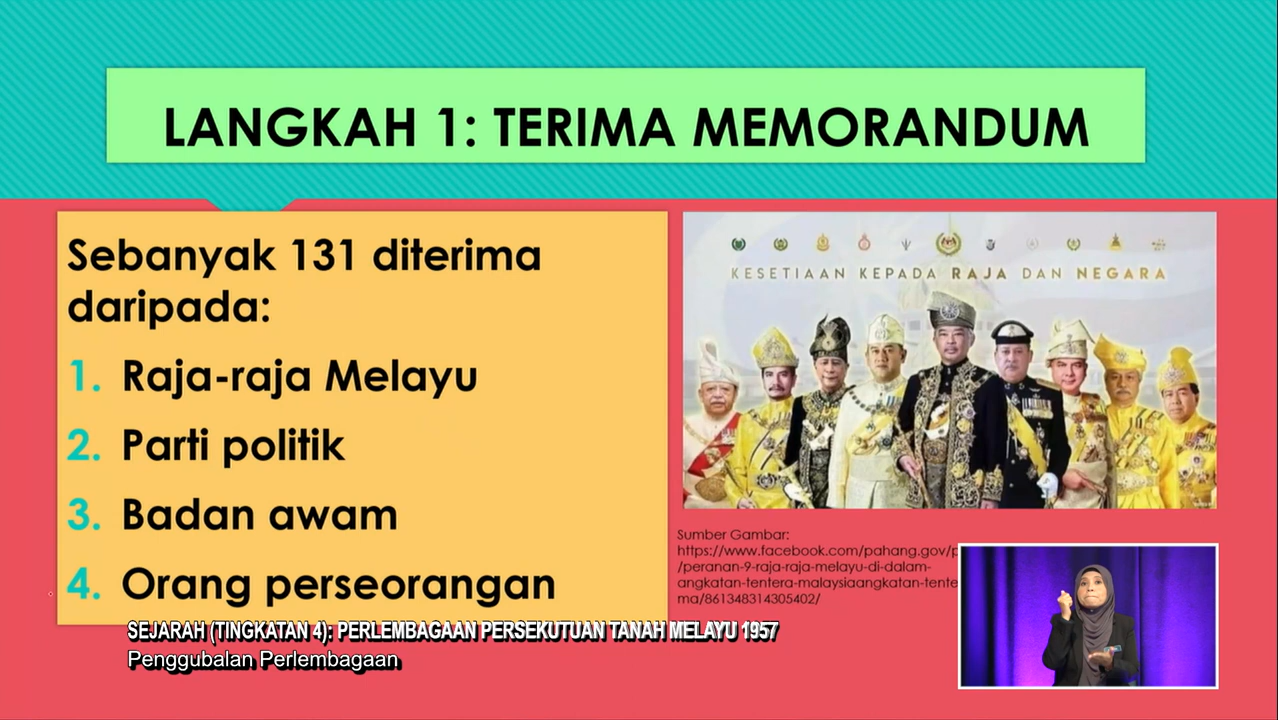 LANGKAH 1: TERIMA MEMORANDUM
Sebanyak 131 diterima
daripada:
1. Raja-raja Melayu
2. Parti politik
3. Badan awam
4. Orang perseorangan
KESETIAAN KEPADA RAJA DAN NEGARA
Sumber Gambar:
https://www.facebook.com/pahang.gov/p
/peranan-9-raja-raja-melayu-di-dalam-
angkatan-tentera-malaysiaangkatan-tente
ma/861348314305402/
SEJARAH (TINGKATAN 4): PERLEMBAGAAN PERSEKUTUAN TANAH MELAYU 1957
Penggubalan Perlembagaan